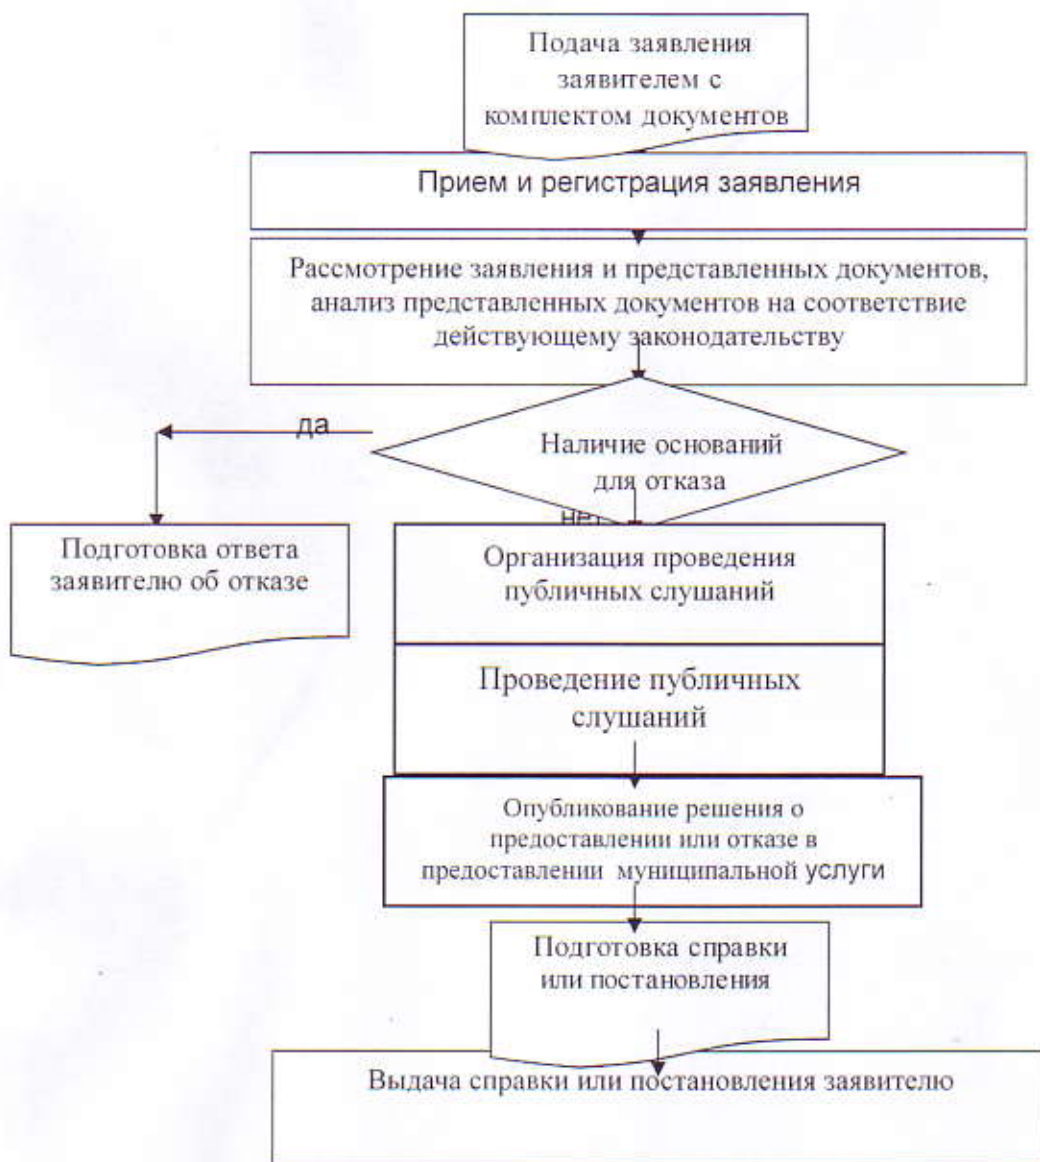 Подача заявления
заявителем с
комплектом документов
Прием и регистрация заявления
Рассмотрение заявления и представленных документов,
анализ представленных документов на соответствие
действующему законодательству
да
Наличие оснований
для отказа
нет
Подготовка ответа
заявителю об отказе
Организация проведения
публичных слушаний
Проведение публичных
слушаний
Опубликование решения о
предоставлении или отказе в
предоставлении муниципальной услуги
Подготовка справки
или постановления
Выдача справки или постановления заявителю